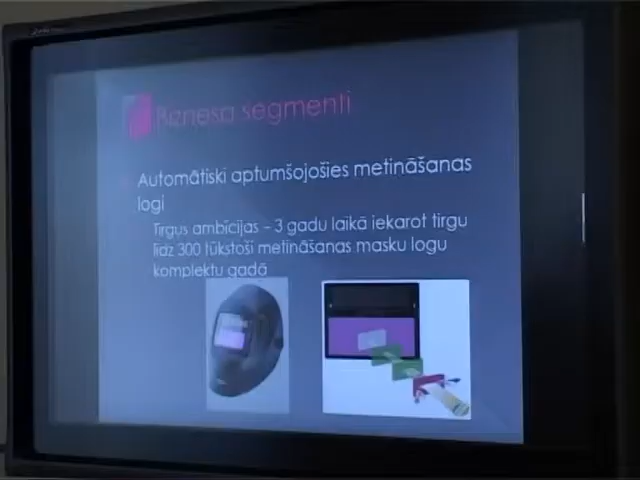 Biznesa segmenti
Automātiski aptumšojošies metināšanas
logi
Tirgus ambīcijas – 3 gadu laikā iekarot tirgu
līdz 300 tūkstoši metināšanas masku logu
komplektu gadā